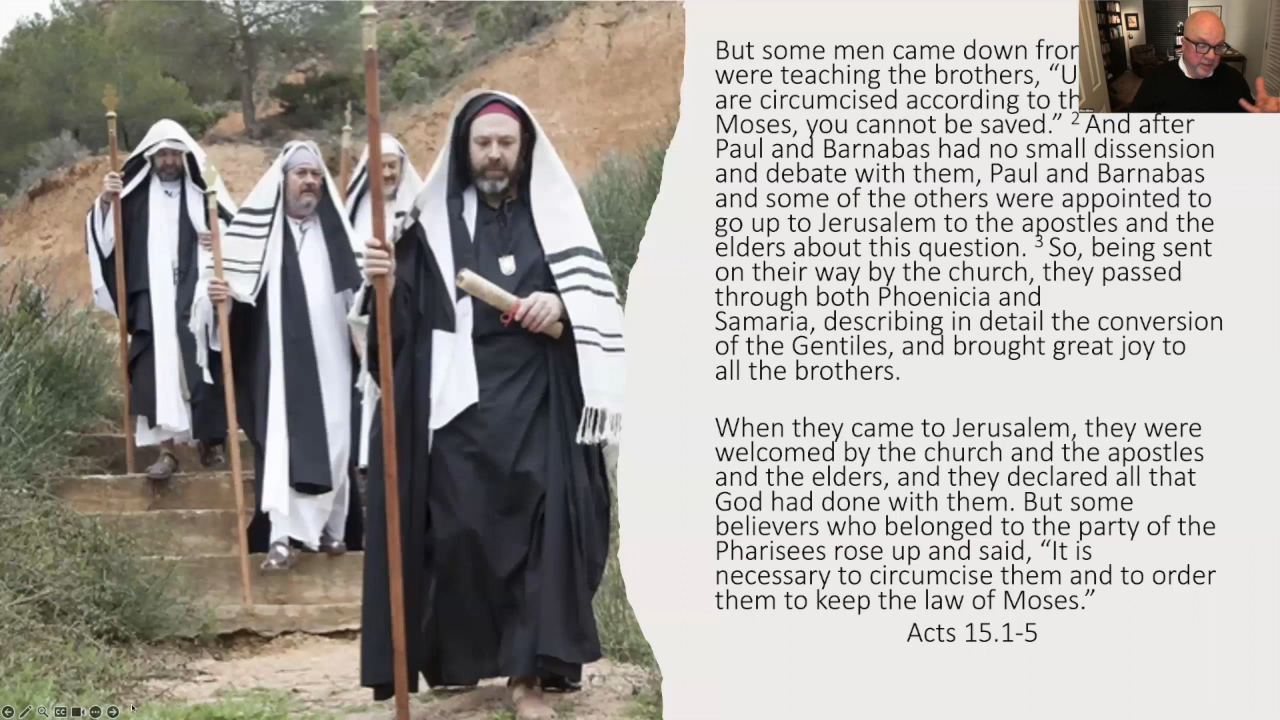 But some men came down from
were teaching the brothers, “U
are circumcised according to th
Moses, you cannot be saved.” ² And after
Paul and Barnabas had no small dissension
and debate with them, Paul and Barnabas
and some of the others were appointed to
go up to Jerusalem to the apostles and the
elders about this question. ³ So, being sent
on their way by the church, they passed
through both Phoenicia and
Samaria, describing in detail the conversion
of the Gentiles, and brought great joy to
all the brothers.
When they came to Jerusalem, they were
welcomed by the church and the apostles
and the elders, and they declared all that
God had done with them. But some
believers who belonged to the party of the
Pharisees rose up and said, “It is
necessary to circumcise them and to order
them to keep the law of Moses.”
Acts 15.1-5